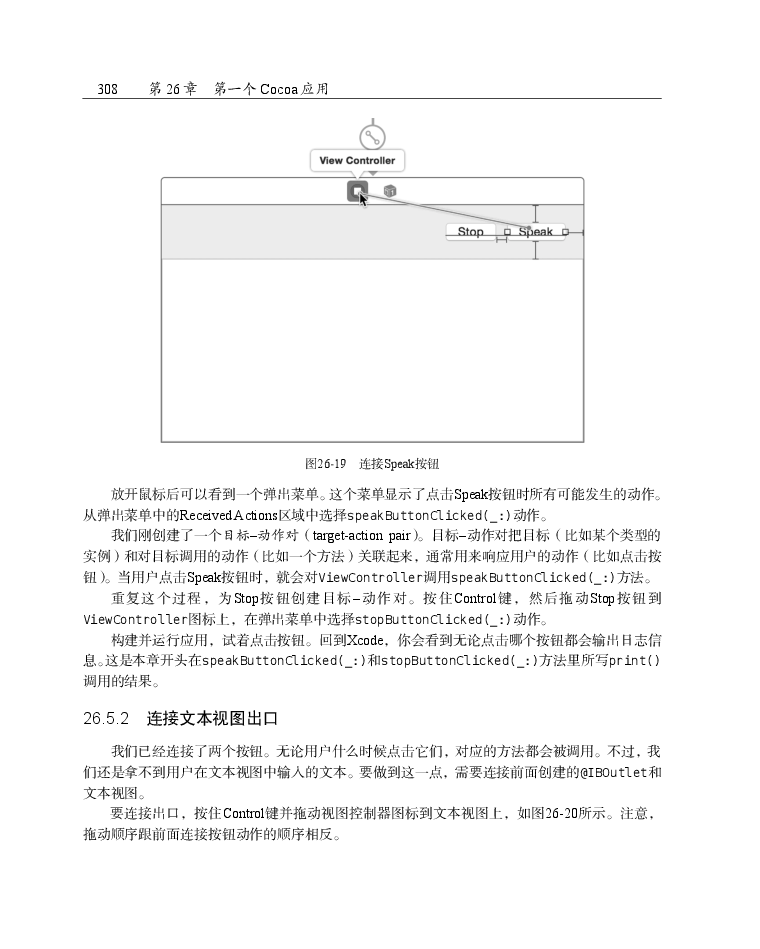 308 第 26 章 第一个 Cocoa 应用
View Controller
Stop Speak
图26-19 连接Speak按钮
放开鼠标后可以看到一个弹出菜单。这个菜单显示了点击Speak按钮时所有可能发生的动作。
从弹出菜单中的Received Actions区域中选择speakButtonClicked(_:)动作。
我们刚创建了一个目标–动作对（target-action pair）。目标–动作对把目标（比如某个类型的
实例）和对目标调用的动作（比如一个方法）关联起来，通常用来响应用户的动作（比如点击按
钮）。当用户点击Speak按钮时，就会对ViewController调用speakButtonClicked(_:)方法。
重复这个过程，为Stop按钮创建目标–动作对。按住Control键，然后拖动Stop按钮到
ViewController图标上，在弹出菜单中选择stopButtonClicked(_:)动作。
构建并运行应用，试着点击按钮。回到Xcode，你会看到无论点击哪个按钮都会输出日志信
息。这是本章开头在speakButtonClicked(_:)和stopButtonClicked(_:)方法里所写print()
调用的结果。
26.5.2 连接文本视图出口
我们已经连接了两个按钮。无论用户什么时候点击它们，对应的方法都会被调用。不过，我
们还是拿不到用户在文本视图中输入的文本。要做到这一点，需要连接前面创建的@IBOutlet和
文本视图。
要连接出口，按住Control键并拖动视图控制器图标到文本视图上，如图26-20所示。注意，
拖动顺序跟前面连接按钮动作的顺序相反。